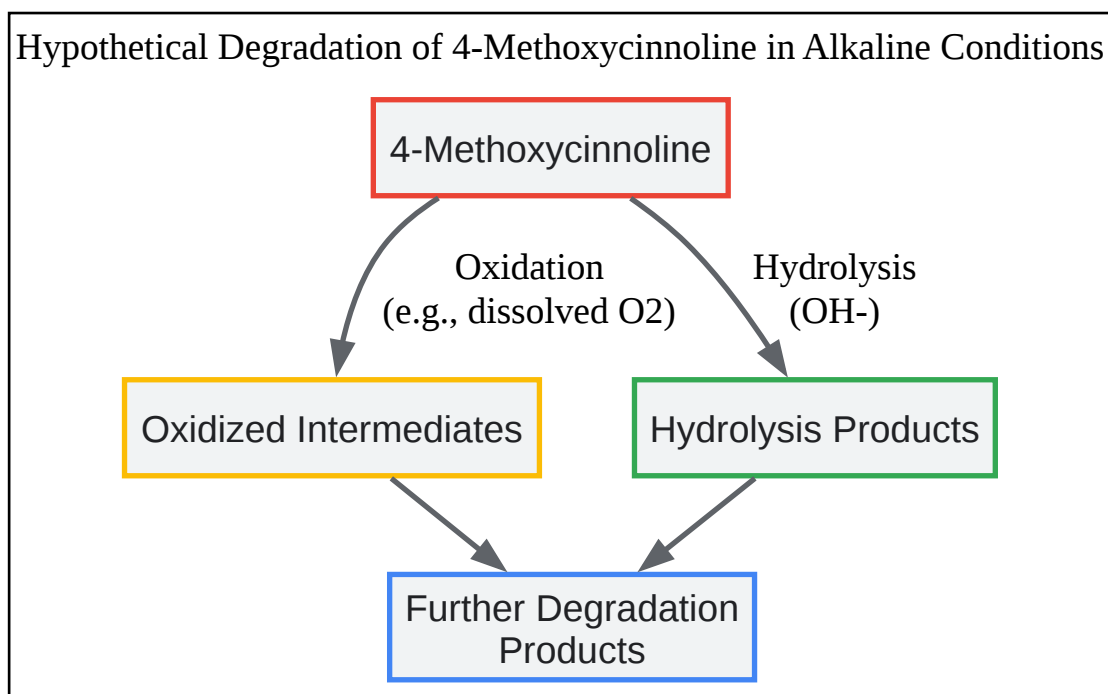 Hypothetical Degradation of 4-Methoxycinnoline in Alkaline Conditions
4-Methoxycinnoline
Oxidation
(e.g., dissolved O2)
Hydrolysis
(OH-)
Oxidized Intermediates
Hydrolysis Products
Further Degradation
Products